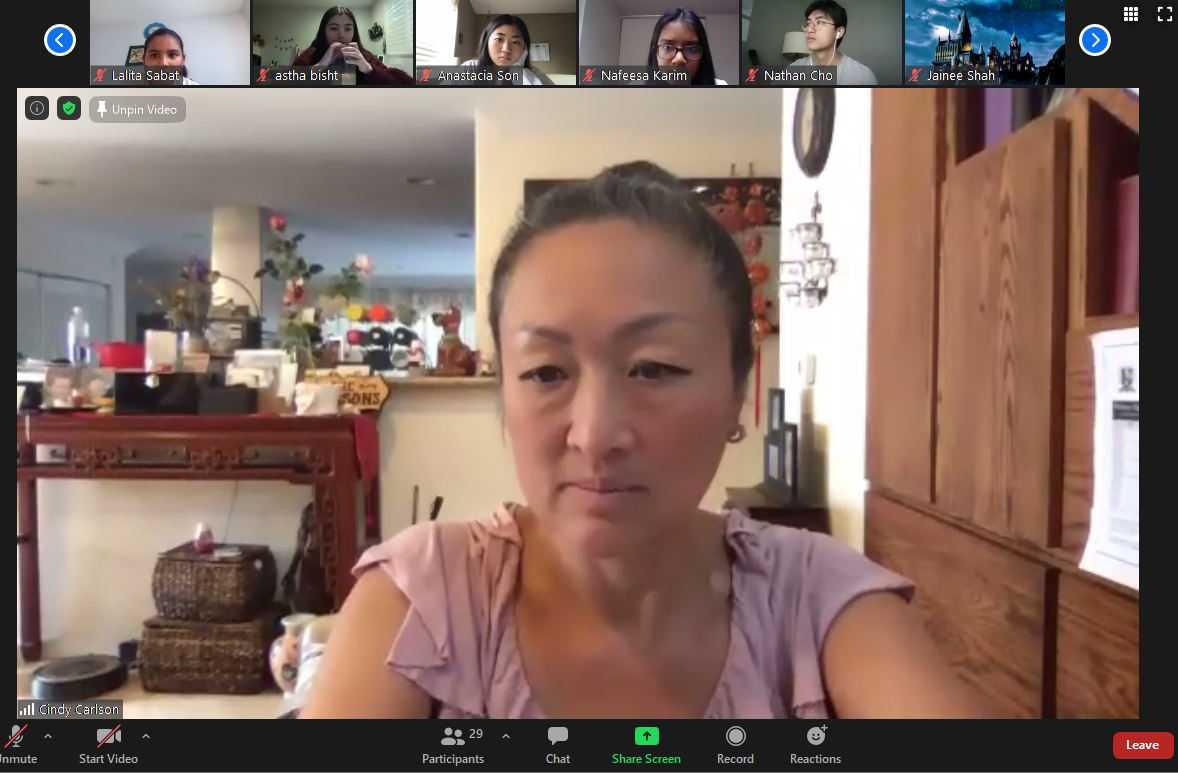 Lalita Sabat
astha bisht
Anastacia Son
Nafeesa Karim
Nathan Cho
Jainee Shah
Unpin Video
SONS
Cindy Carlson
nmute
Start Video
29
Participants
Chat
Share Screen
Record
Reactions
Leave